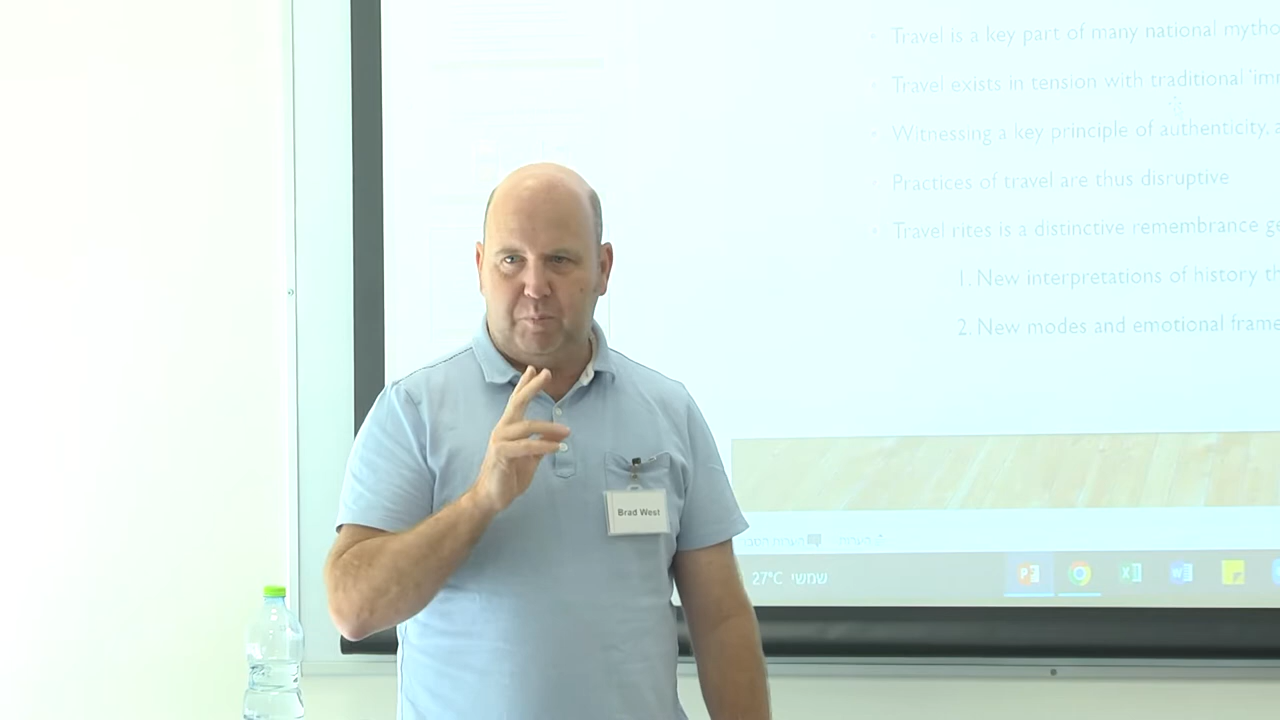 Travel is a key part of many national mytho
Travel exists in tension with traditional 'imm
Witnessing a key principle of authenticity, a
Practices of travel are thus disruptive
Travel rites is a distinctive remembrance ge
1. New interpretations of history th
2. New modes and emotional frame
Brad West
27°C שמשי